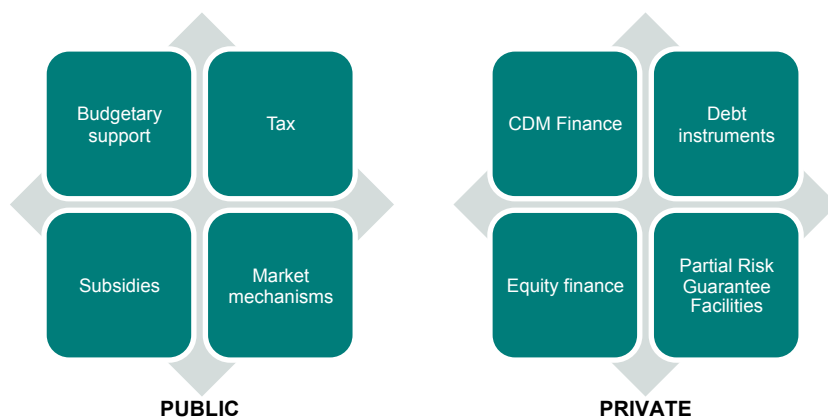 Budgetary
support
Tax
Subsidies
Market
mechanisms
PUBLIC
CDM Finance
Debt
instruments
Equity finance
Partial Risk
Guarantee
Facilities
PRIVATE